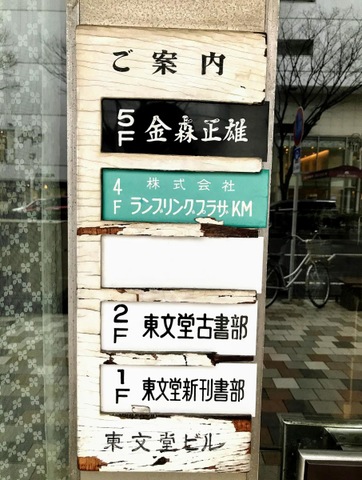 ご案内
5F 金森正雄
4F 株式会社
ランブリングプラザKM
2F 東文堂古書部
1F 東文堂新刊書部
東文堂ビル